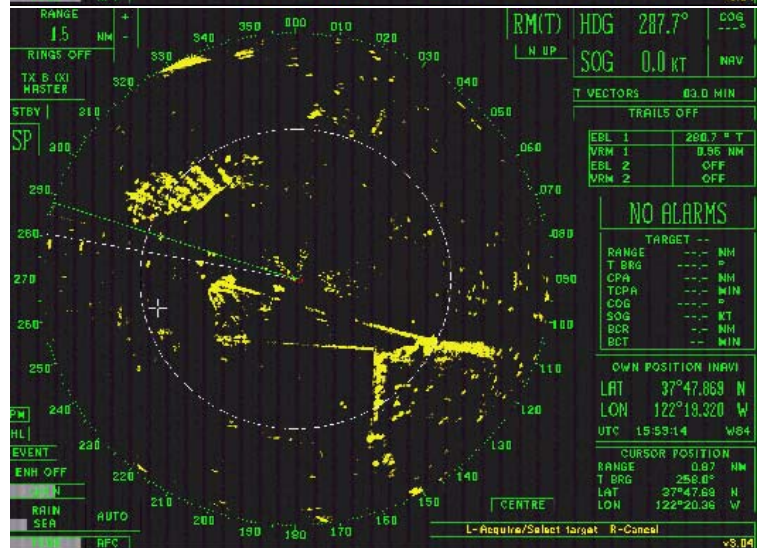 RANGE + 
1.5 NM -
RINGS OFF
TX B (X)
MASTER
STBY
SP
RM(T)
N UP
HDG 287.7°
COG
---°
SOG 0.0 KT
NAV
T VECTORS 03.0 MIN
TRAILS OFF
EBL 1 280.7 ° T
VRM 1 0.95 NM
EBL 2 OFF
VRM 2 OFF
NO ALARMS
TARGET --
RANGE --.- NM
T BRG ---.- °
CPA --.- NM
TCPA --.- MIN
COG ---.- °
SOG --.- KT
BCR -.- NM
BCT --- MIN
OWN POSITION (NAV)
LAT 37°47.869 N
LON 122°19.320 W
UTC 15:53:14 W84
CURSOR POSITION
RANGE 0.87 NM
T BRG 258.0°
LAT 37°47.69 N
LON 122°20.36 W
000
010
020
030
040
050
060
070
080
090
100
110
120
130
140
150
160
170
180
190
200
210
220
230
240
250
260
270
280
290
300
310
320
330
340
350
PM
HL
EVENT
ENH OFF
RAIN
SEA
AUTO
AFC
CENTRE
L-Acquire/Select target R-Cancel
v3.04